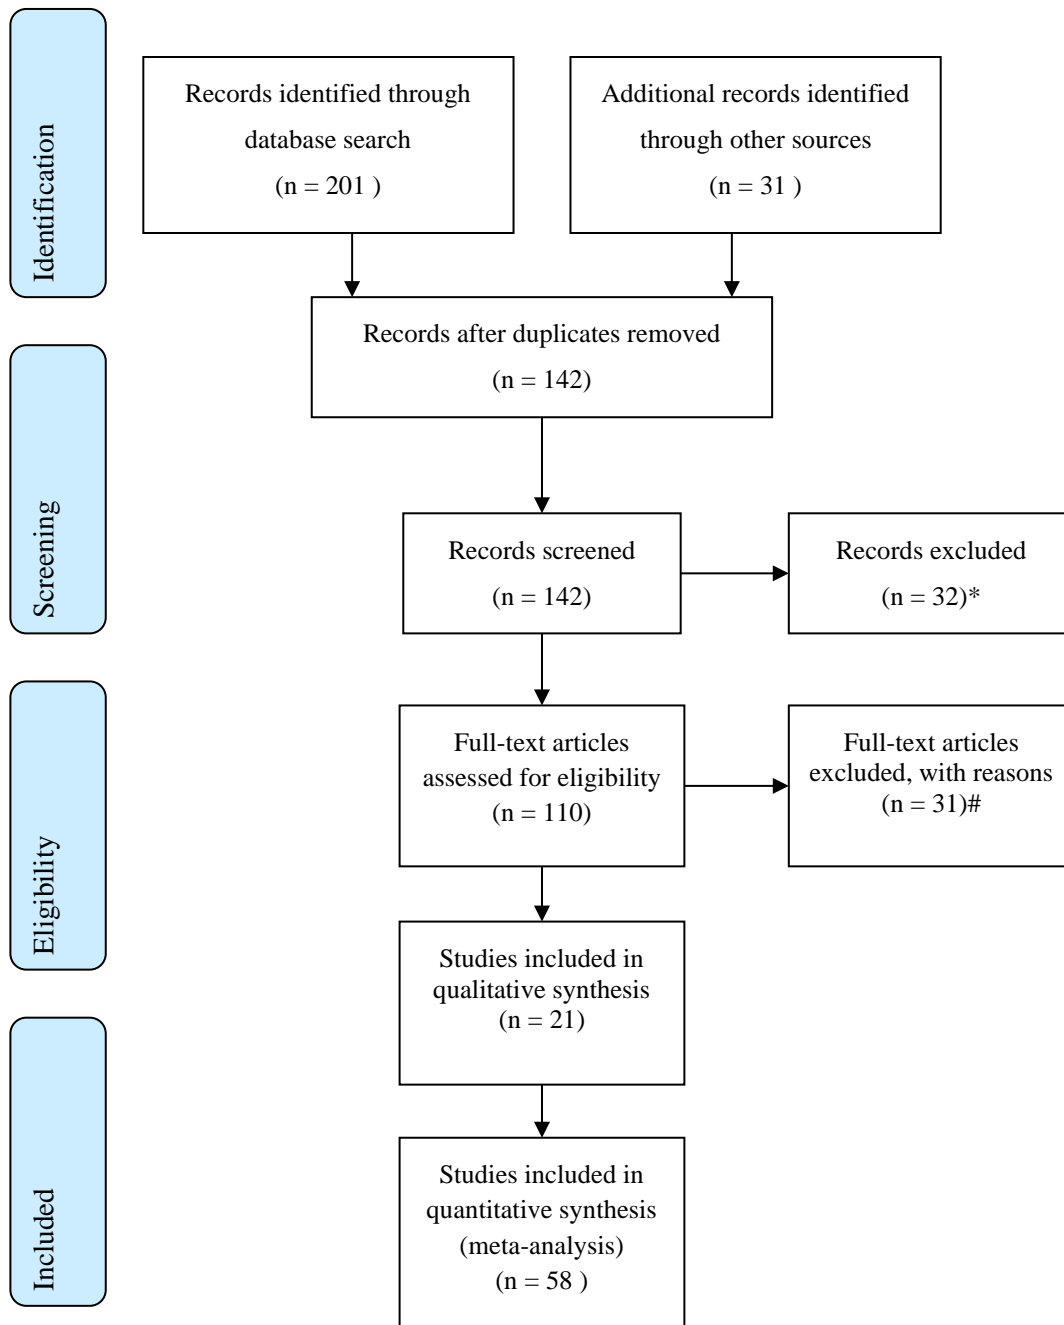 Identification
Records identified through
database search
(n = 201 )
Additional records identified
through other sources
(n = 31 )
Records after duplicates removed
(n = 142)
Screening
Records screened
(n = 142)
Records excluded
(n = 32)*
Eligibility
Full-text articles
assessed for eligibility
(n = 110)
Full-text articles
excluded, with reasons
(n = 31)#
Studies included in
qualitative synthesis
(n = 21)
Included
Studies included in
quantitative synthesis
(meta-analysis)
(n = 58 )